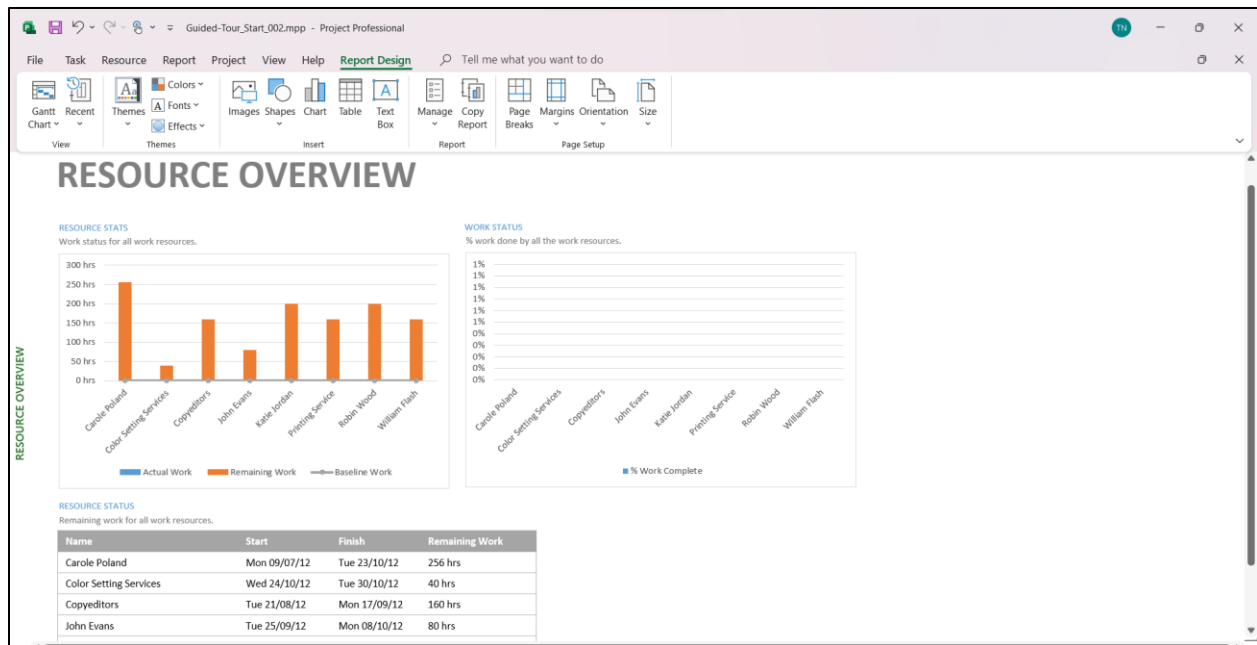 Guided-Tour_Start_002.mpp - Project Professional
TN
File Task Resource Report Project View Help Report Design Tell me what you want to do
Gantt Chart
Recent
Themes
Colors
Fonts
Effects
Images
Shapes
Chart
Table
Text Box
Manage
Copy Report
Page Breaks
Margins
Orientation
Size
View
Themes
Insert
Report
Page Setup
RESOURCE OVERVIEW
RESOURCE OVERVIEW
RESOURCE STATS
Work status for all work resources.
300 hrs
250 hrs
200 hrs
150 hrs
100 hrs
50 hrs
0 hrs
Carole Poland
Color Setting Services
Copyeditors
John Evans
Katie Jordan
Printing Service
Robin Wood
William Flash
Actual Work Remaining Work Baseline Work
WORK STATUS
% work done by all the work resources.
1%
1%
1%
1%
1%
1%
0%
0%
0%
0%
0%
Carole Poland
Color Setting Services
Copyeditors
John Evans
Katie Jordan
Printing Service
Robin Wood
William Flash
% Work Complete
RESOURCE STATUS
Remaining work for all work resources.
Name Start Finish Remaining Work
Carole Poland Mon 09/07/12 Tue 23/10/12 256 hrs
Color Setting Services Wed 24/10/12 Tue 30/10/12 40 hrs
Copyeditors Tue 21/08/12 Mon 17/09/12 160 hrs
John Evans Tue 25/09/12 Mon 08/10/12 80 hrs